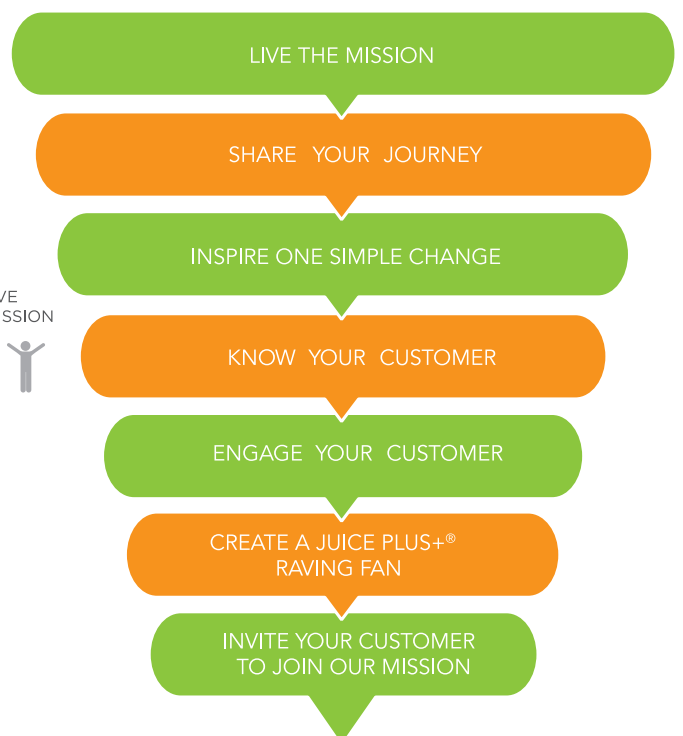 LIVE THE MISSION
SHARE YOUR JOURNEY
INSPIRE ONE SIMPLE CHANGE
KNOW YOUR CUSTOMER
ENGAGE YOUR CUSTOMER
CREATE A JUICE PLUS+®
RAVING FAN
INVITE YOUR CUSTOMER
TO JOIN OUR MISSION